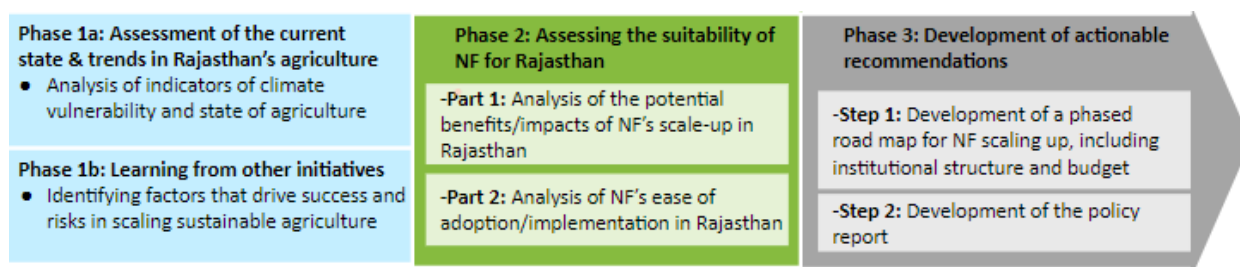 Phase 1a: Assessment of the current
state & trends in Rajasthan's agriculture
● Analysis of indicators of climate
vulnerability and state of agriculture
Phase 1b: Learning from other initiatives
● Identifying factors that drive success and
risks in scaling sustainable agriculture
Phase 2: Assessing the suitability of
NF for Rajasthan
-Part 1: Analysis of the potential
benefits/impacts of NF's scale-up in
Rajasthan
-Part 2: Analysis of NF's ease of
adoption/implementation in Rajasthan
Phase 3: Development of actionable
recommendations
-Step 1: Development of a phased
road map for NF scaling up, including
institutional structure and budget
-Step 2: Development of the policy
report